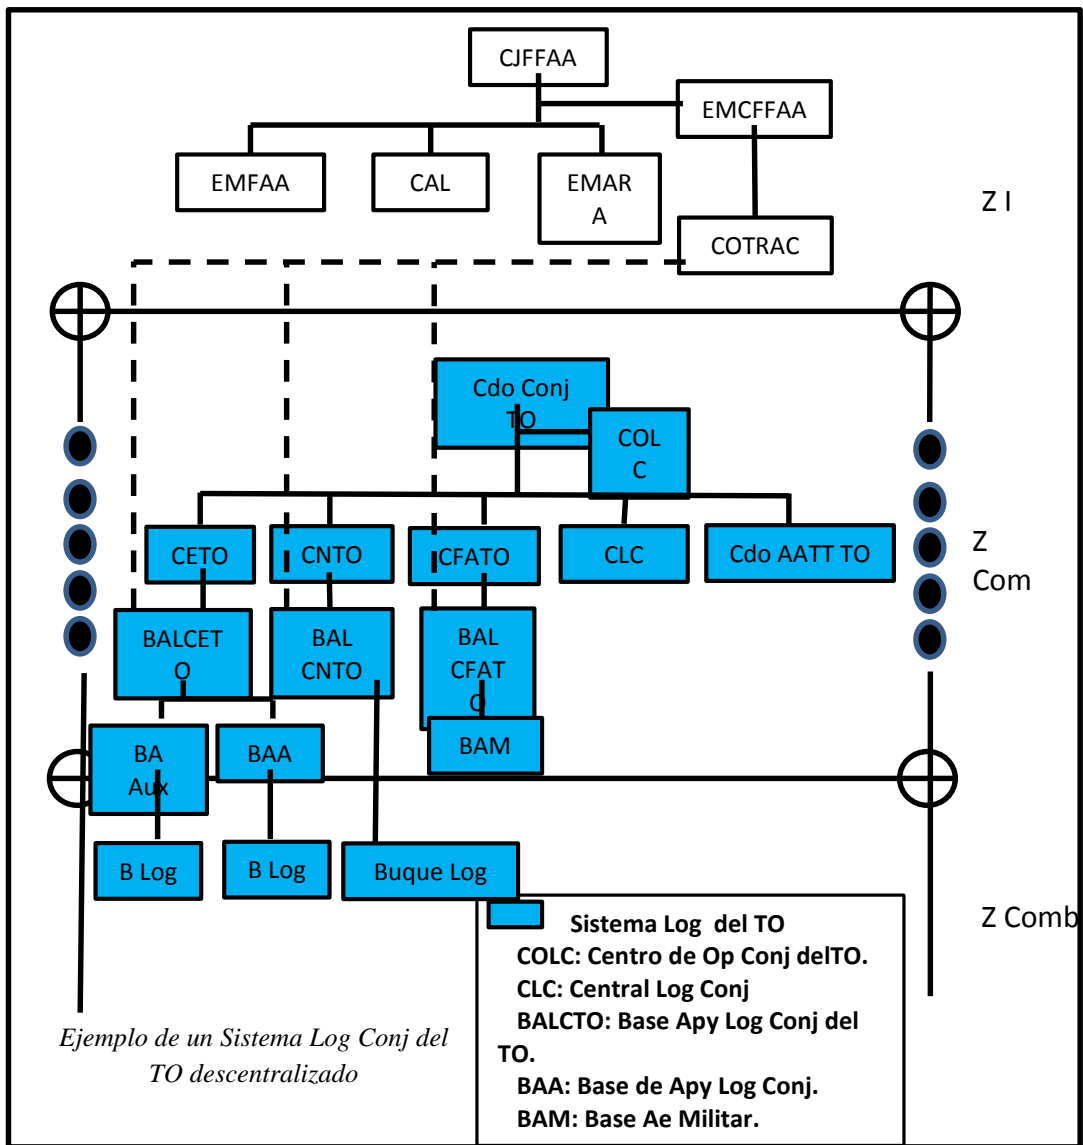 CJFFAA
EMCFFAA
EMFAA
CAL
EMAR
A
Z I
COTRAC
Cdo Conj
TO
COL
C
CETO
CNTO
CFATO
CLC
Cdo AATT TO
Z
Com
BALCET
O
BAL
CNTO
BAL
CFAT
O
BA
Aux
BAA
BAM
B Log
B Log
Buque Log
Z Comb
Sistema Log del TO
COLC: Centro de Op Conj delTO.
CLC: Central Log Conj
BALCTO: Base Apy Log Conj del
TO.
BAA: Base de Apy Log Conj.
BAM: Base Ae Militar.
Ejemplo de un Sistema Log Conj del
TO descentralizado